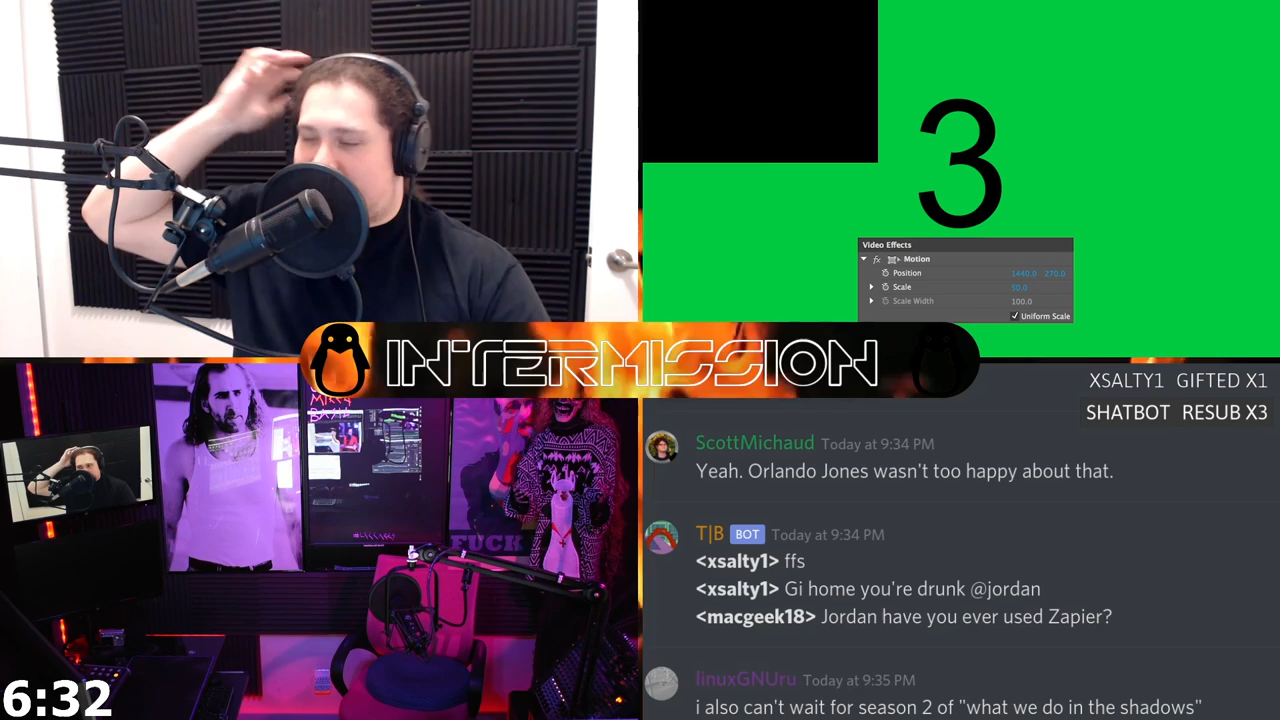 3
Video Effects
fx Motion
Position 1440.0 270.0
Scale 50.0
Scale Width 100.0
Uniform Scale
INTERMISSION
XSALTY1 GIFTED X1
SHATBOT RESUB X3
ScottMichaud Today at 9:34 PM
Yeah. Orlando Jones wasn't too happy about that.
T|B BOT Today at 9:34 PM
<xsalty1> ffs
<xsalty1> Gi home you're drunk @jordan
<macgeek18> Jordan have you ever used Zapier?
linuxGNUru Today at 9:35 PM
i also can't wait for season 2 of "what we do in the shadows"
FUCK
6:32